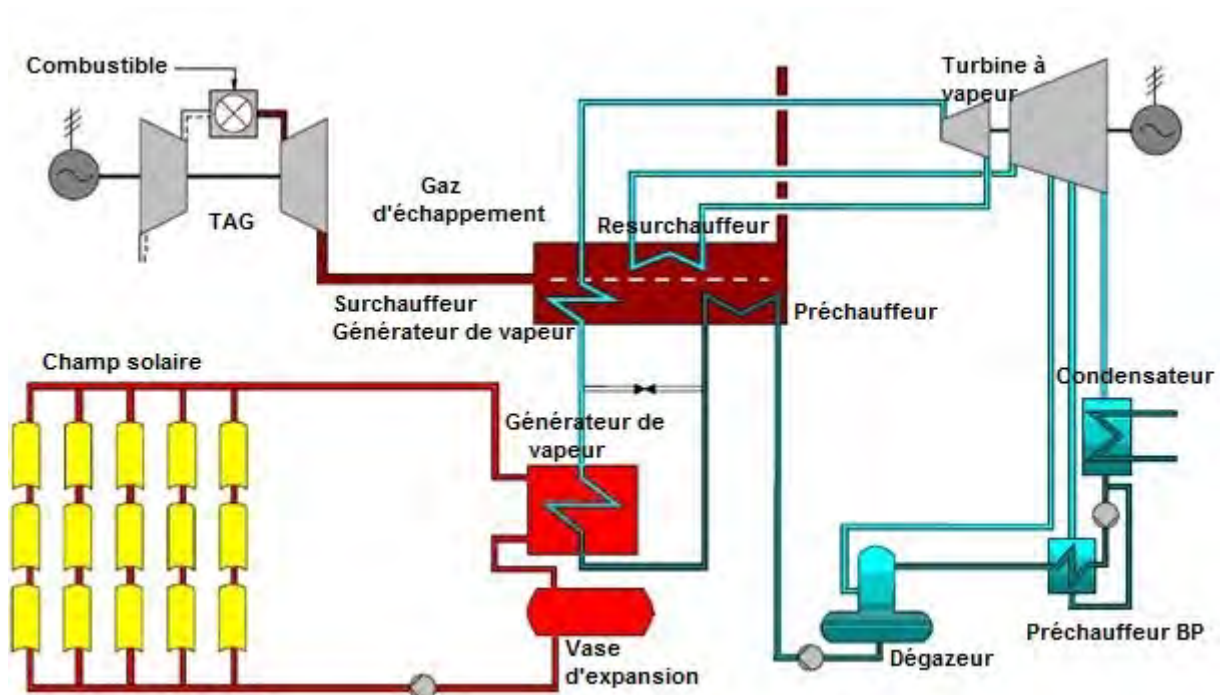 Combustible
Turbine à
vapeur
Gaz
d'échappement
TAG
Resurchauffeur
Surchauffeur
Générateur de vapeur
Préchauffeur
Champ solaire
Condensateur
Générateur de
vapeur
Vase
d'expansion
Dégazeur
Préchauffeur BP